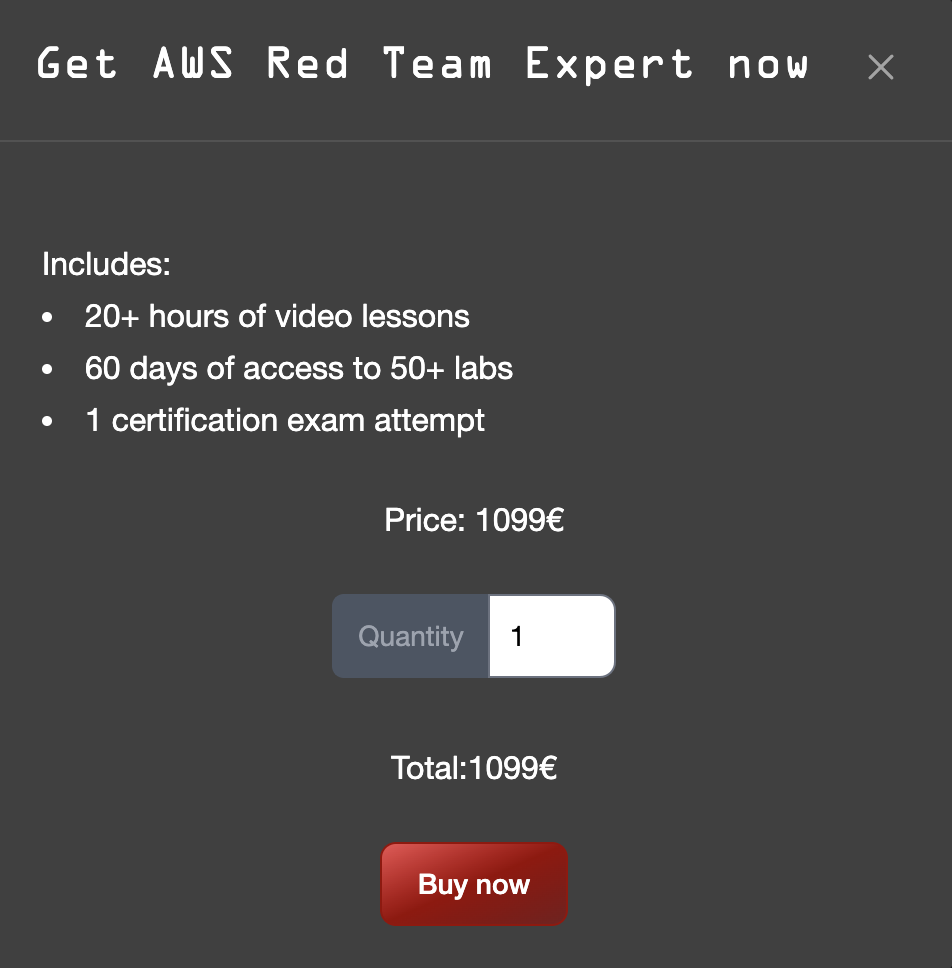 Get AWS Red Team Expert now
Includes:
• 20+ hours of video lessons
• 60 days of access to 50+ labs
• 1 certification exam attempt
Price: 1099€
Quantity 1
Total:1099€
Buy now